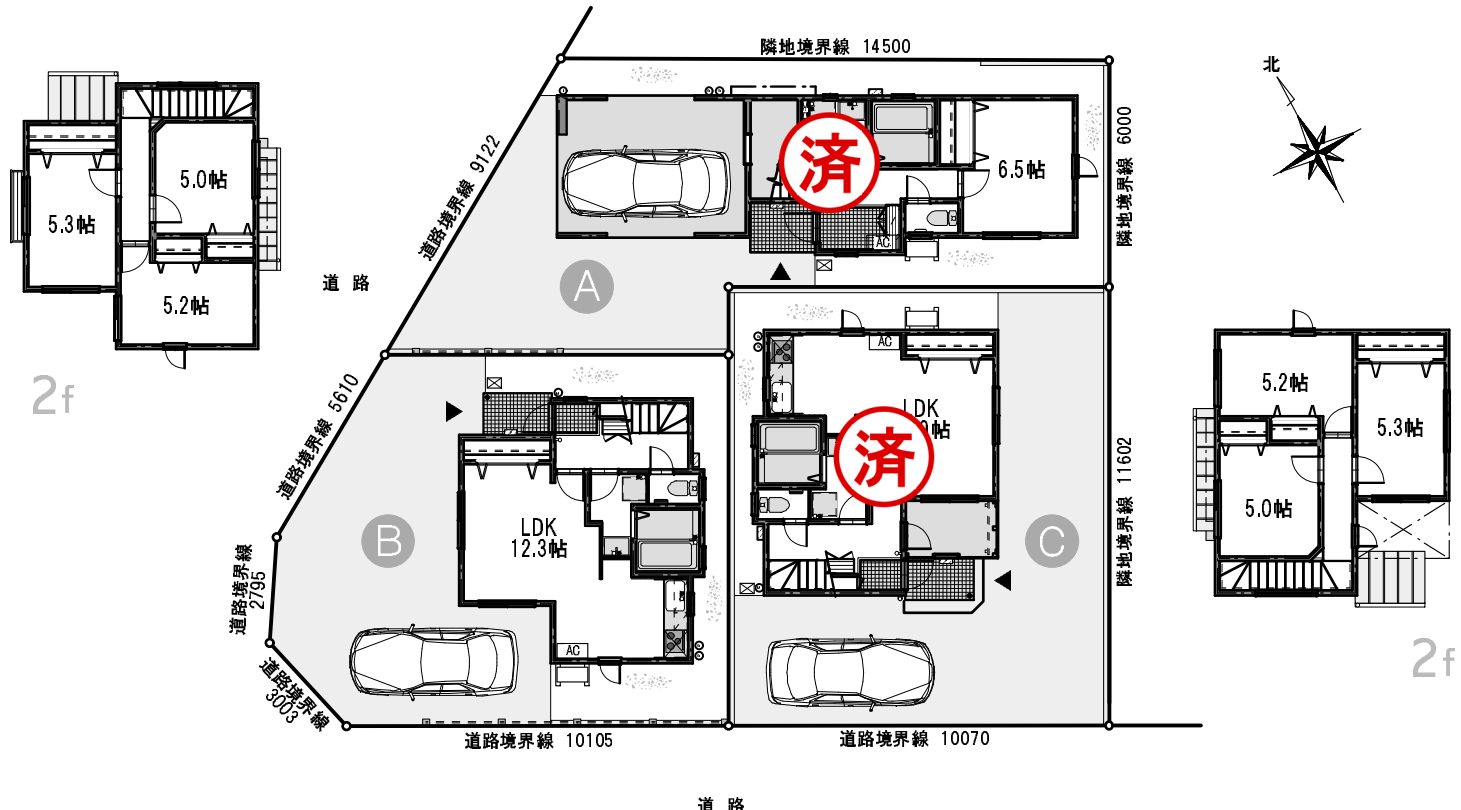 隣地境界線 14500
北
道路境界線 9122
隣地境界線 6000
5.0帖
5.3帖
5.2帖
2f
済
6.5帖
AC
道 路
A
道路境界線 5610
AC
LDK
済
5.2帖
5.3帖
5.0帖
2f
B
LDK
12.3帖
C
隣地境界線 11602
道路境界線
2795
道路境界線
3003
AC
道路境界線 10105
道路境界線 10070
道 路